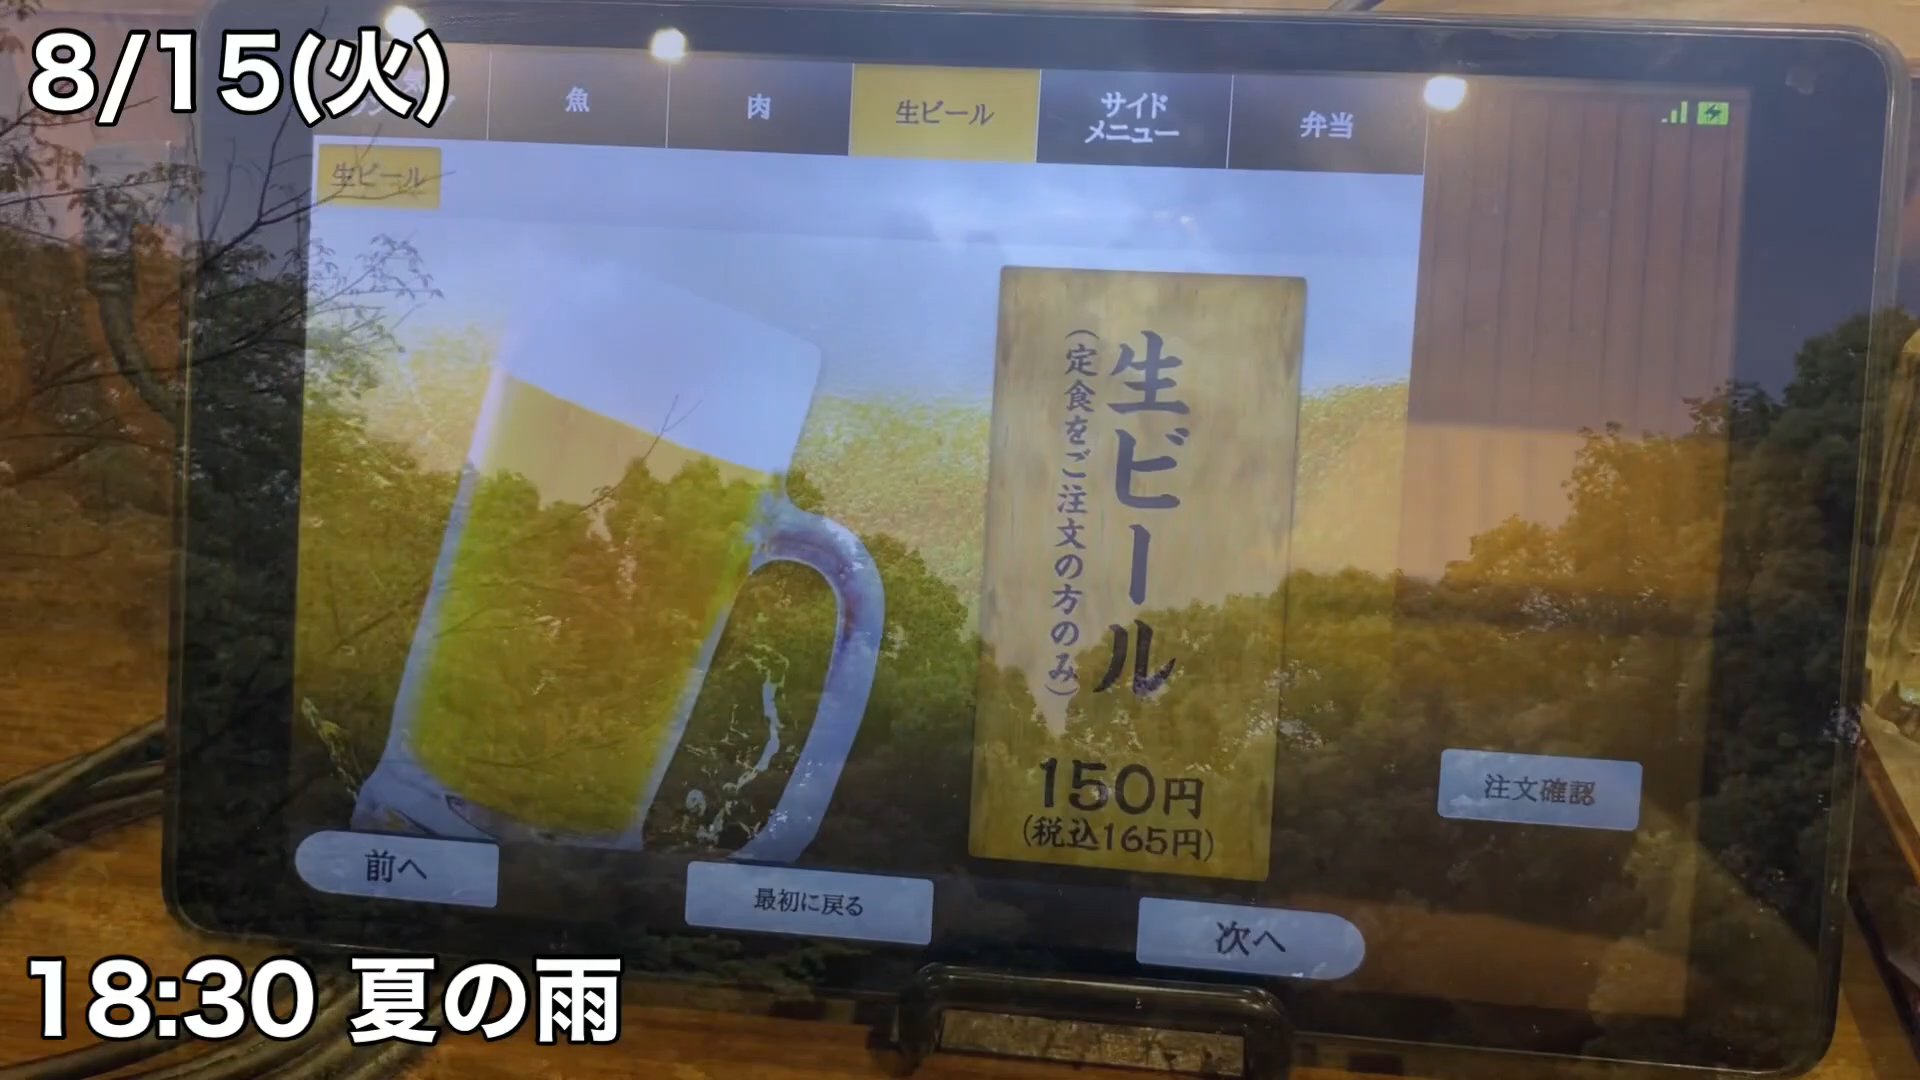 8/15(火)
魚
肉
生ビール
サイド
メニュー
弁当
生ビール
生ビール
(定食をご注文の方のみ)
150円
(税込165円)
注文確認
前へ
最初に戻る
次へ
18:30 夏の雨